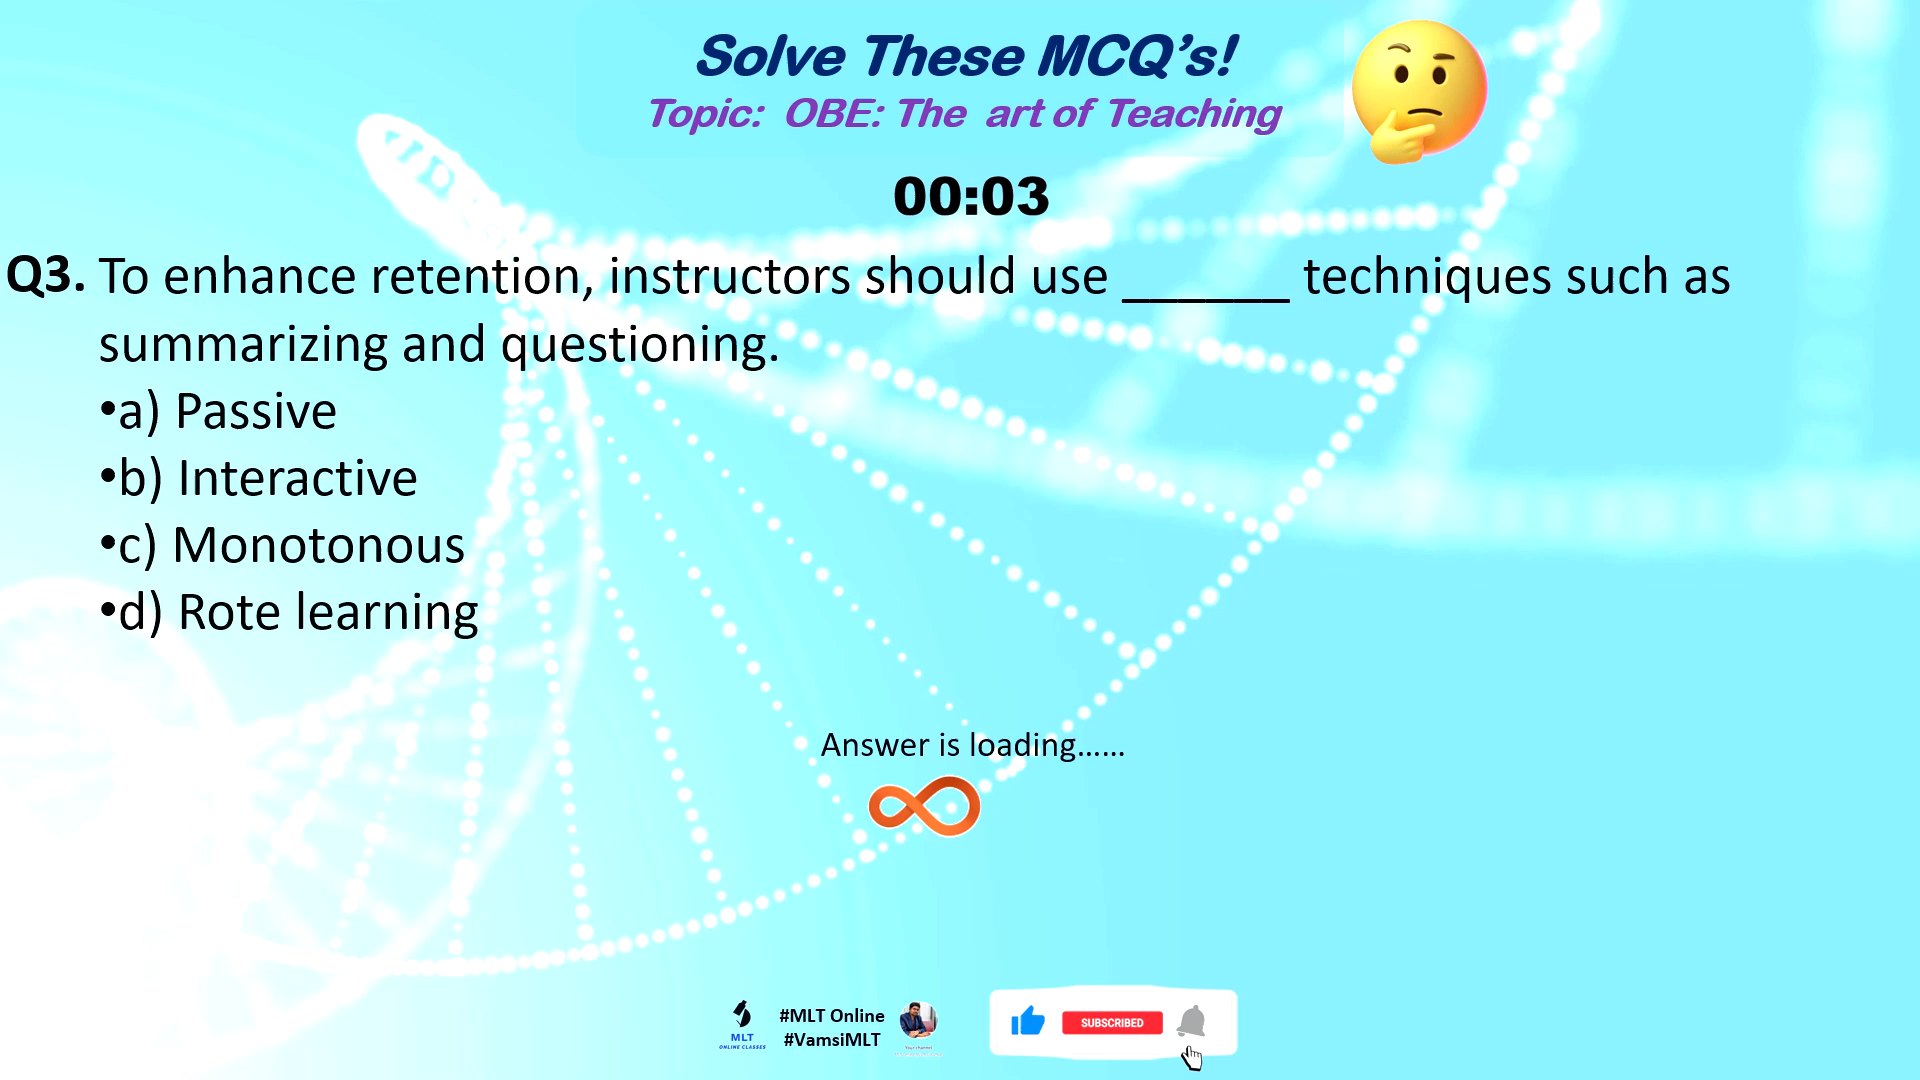 Solve These MCQ's!
Topic: OBE: The art of Teaching
00:03
Q3. To enhance retention, instructors should use ______ techniques such as
summarizing and questioning.
•a) Passive
•b) Interactive
•c) Monotonous
•d) Rote learning
Answer is loading......
#MLT Online
#VamsiMLT
MLT
ONLINE CLASSES
SUBSCRIBED